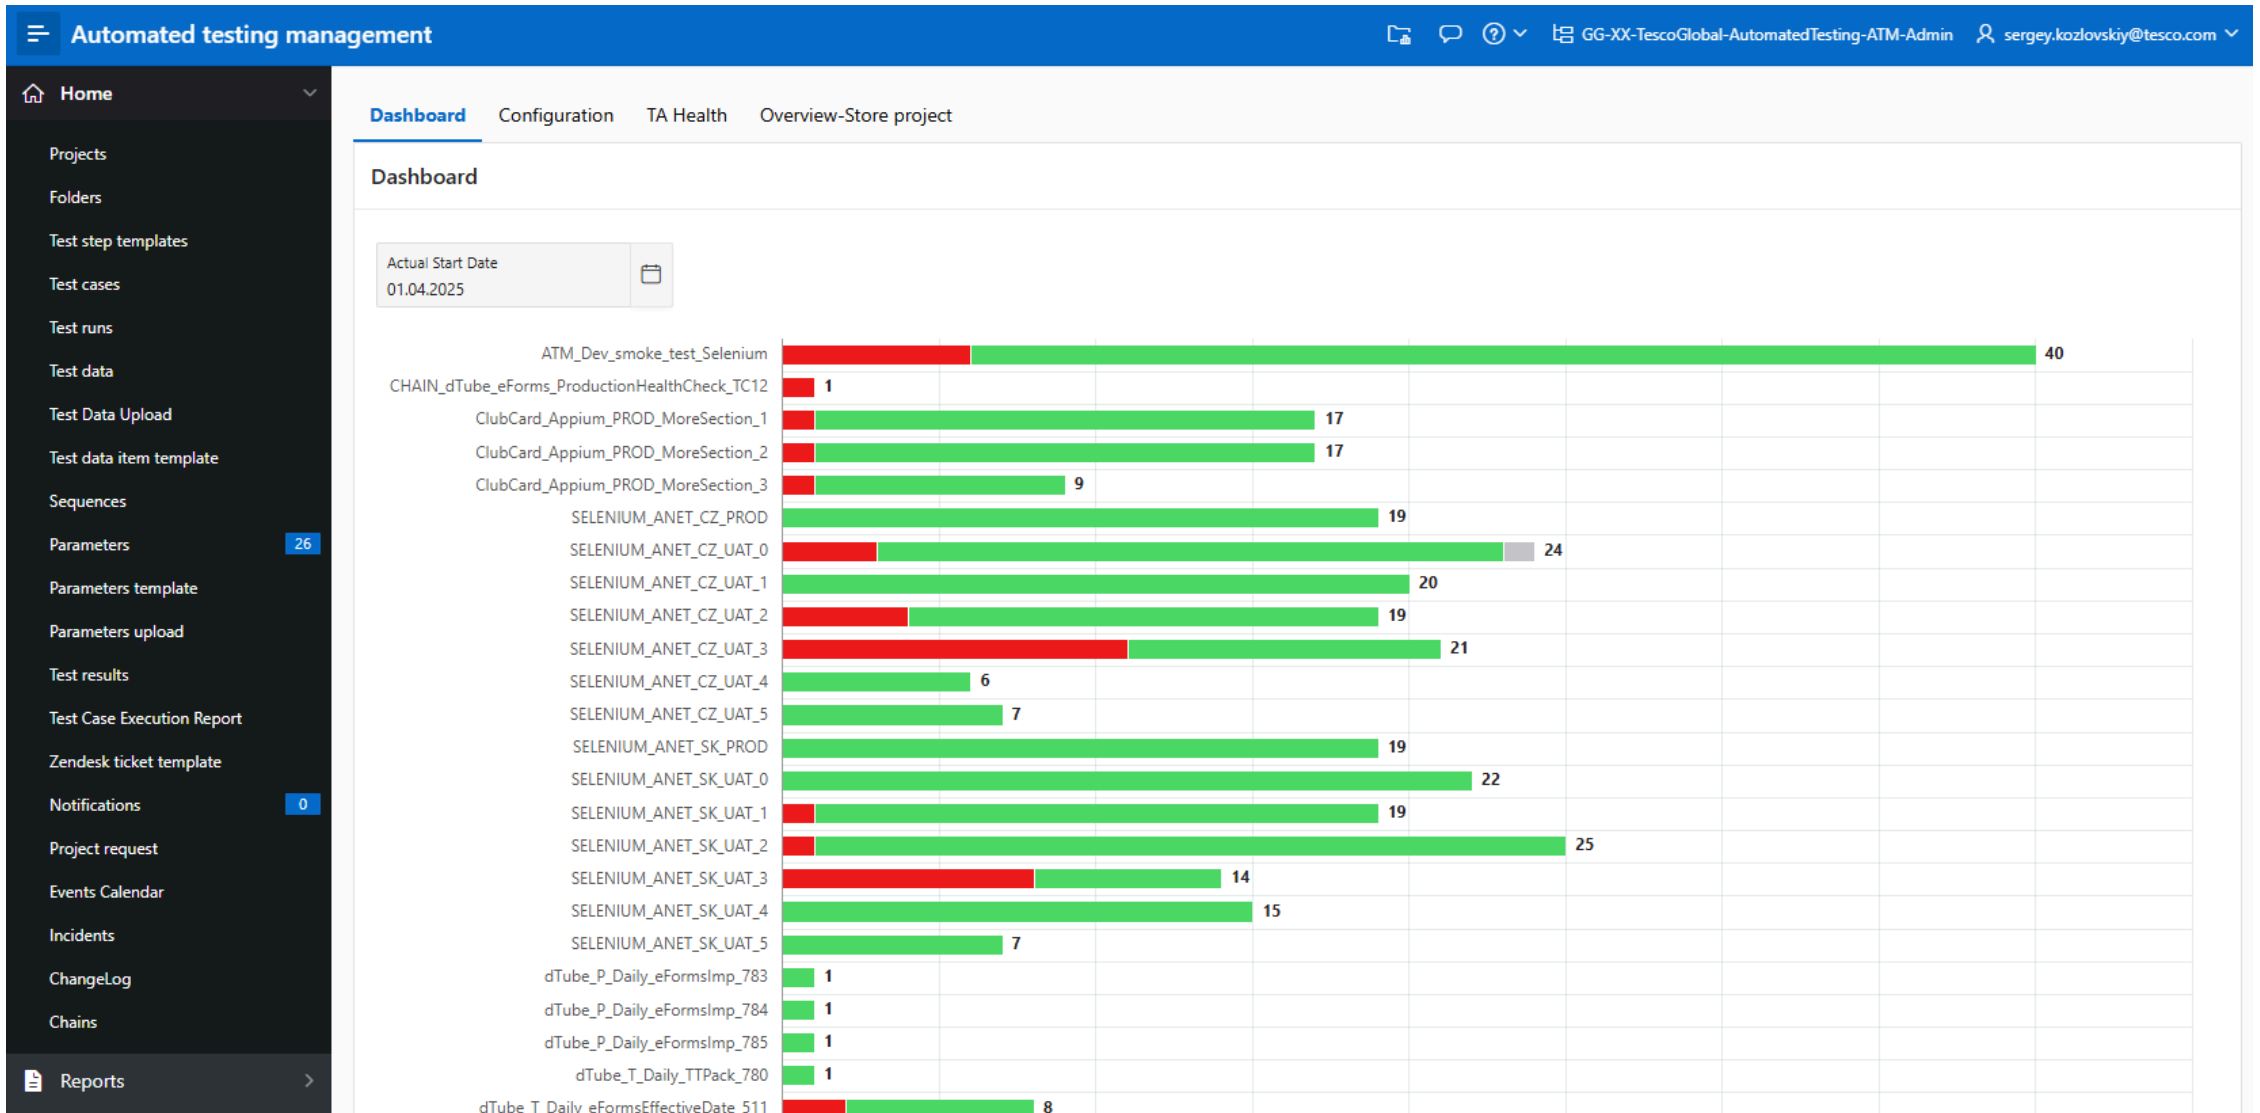 Automated testing management
GG-XX-TescoGlobal-AutomatedTesting-ATM-Admin
sergey.kozlovskiy@tesco.com
Home
Projects
Folders
Test step templates
Test cases
Test runs
Test data
Test Data Upload
Test data item template
Sequences
Parameters 26
Parameters template
Parameters upload
Test results
Test Case Execution Report
Zendesk ticket template
Notifications 0
Project request
Events Calendar
Incidents
ChangeLog
Chains
Reports
Dashboard Configuration TA Health Overview-Store project
Dashboard
Actual Start Date
01.04.2025
ATM_Dev_smoke_test_Selenium 40
CHAIN_dTube_eForms_ProductionHealthCheck_TC12 1
ClubCard_Appium_PROD_MoreSection_1 17
ClubCard_Appium_PROD_MoreSection_2 17
ClubCard_Appium_PROD_MoreSection_3 9
SELENIUM_ANET_CZ_PROD 19
SELENIUM_ANET_CZ_UAT_0 24
SELENIUM_ANET_CZ_UAT_1 20
SELENIUM_ANET_CZ_UAT_2 19
SELENIUM_ANET_CZ_UAT_3 21
SELENIUM_ANET_CZ_UAT_4 6
SELENIUM_ANET_CZ_UAT_5 7
SELENIUM_ANET_SK_PROD 19
SELENIUM_ANET_SK_UAT_0 22
SELENIUM_ANET_SK_UAT_1 19
SELENIUM_ANET_SK_UAT_2 25
SELENIUM_ANET_SK_UAT_3 14
SELENIUM_ANET_SK_UAT_4 15
SELENIUM_ANET_SK_UAT_5 7
dTube_P_Daily_eFormsImp_783 1
dTube_P_Daily_eFormsImp_784 1
dTube_P_Daily_eFormsImp_785 1
dTube_T_Daily_TTPack_780 1
dTube_T_Daily_eFormsEffectiveDate_511 8